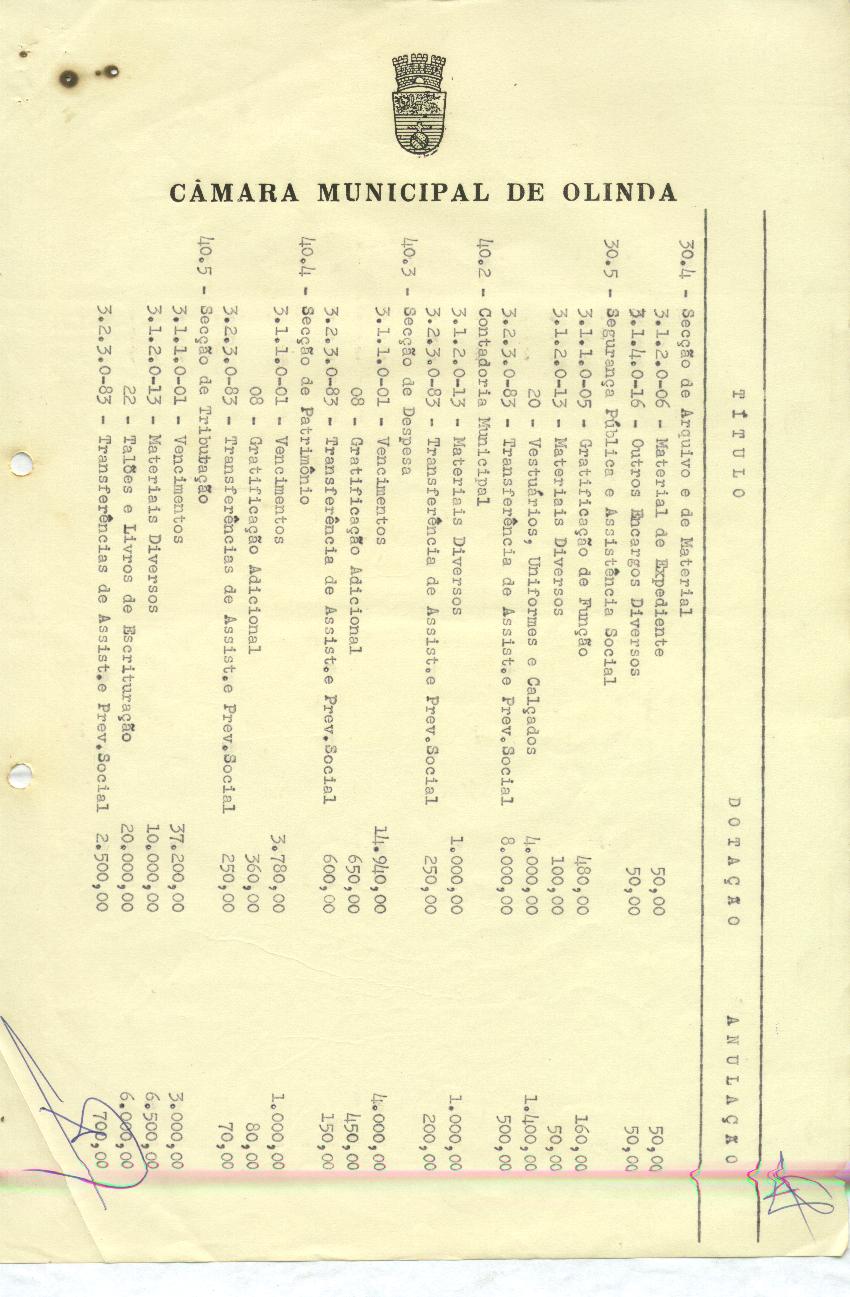 CÂMARA MUNICIPAL DE OLINDA
TÍTULO DOTAÇÃO ANULAÇÃO
30.4 - Secção de Arquivo e de Material
3.1.2.0-06 - Material de Expediente 50,00 50,00
3.1.4.0-16 - Outros Encargos Diversos 50,00 50,00
30.5 - Segurança Pública e Assistência Social
3.1.1.0-05 - Gratificação de Função 480,00 160,00
3.1.2.0-13 - Materiais Diversos 100,00 50,00
20 - Vestuários, Uniformes e Calçados 4.000,00 1.400,00
3.2.3.0-83 - Transferência de Assist.e Prev.Social 8.000,00 500,00
40.2 - Contadoria Municipal
3.1.2.0-13 - Materiais Diversos 1.000,00 1.000,00
3.2.3.0-83 - Transferência de Assist.e Prev.Social 250,00 200,00
40.3 - Secção de Despesa
3.1.1.0-01 - Vencimentos 14.940,00 4.000,00
08 - Gratificação Adicional 650,00 450,00
3.2.3.0-83 - Transferência de Assist.e Prev.Social 600,00 150,00
40.4 - Secção de Patrimônio
3.1.1.0-01 - Vencimentos 3.780,00 1.000,00
08 - Gratificação Adicional 360,00 80,00
3.2.3.0-83 - Transferências de Assist.e Prev.Social 250,00 70,00
40.5 - Secção de Tributação
3.1.1.0-01 - Vencimentos 37.200,00 3.000,00
3.1.2.0-13 - Materiais Diversos 10.000,00 6.500,00
22 - Talões e Livros de Escrituração 20.000,00 6.000,00
3.2.3.0-83 - Transferências de Assist.e Prev.Social 2.500,00 700,00